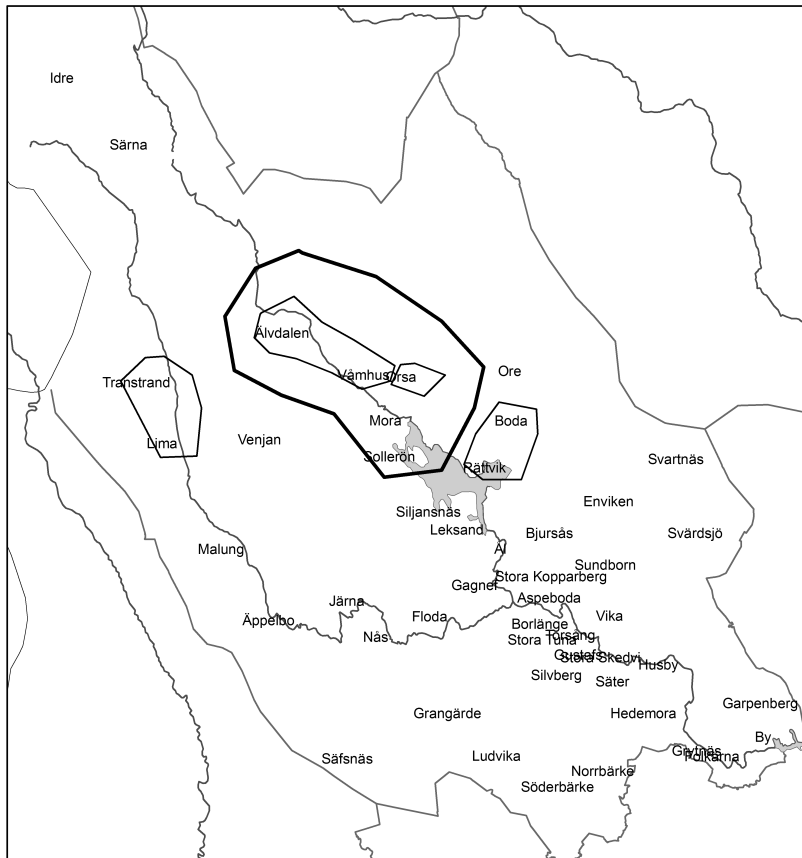 Idre
Särna
Älvdalen
Våmhus
Orsa
Ore
Transtrand
Mora
Boda
Lima
Venjan
Sollerön
Rättvik
Svartnäs
Enviken
Siljansnäs
Leksand
Bjursås
Svärdsjö
Malung
Ål
Sundborn
Stora Kopparberg
Gagnef
Järna
Aspeboda
Äppelbo
Floda
Vika
Borlänge
Nås
Torsång
Stora Tuna
Gustafs
Stora Skedvi
Husby
Silvberg
Säter
Garpenberg
Grangärde
Hedemora
By
Säfsnäs
Ludvika
Grytnäs
Folkärna
Norrbärke
Söderbärke